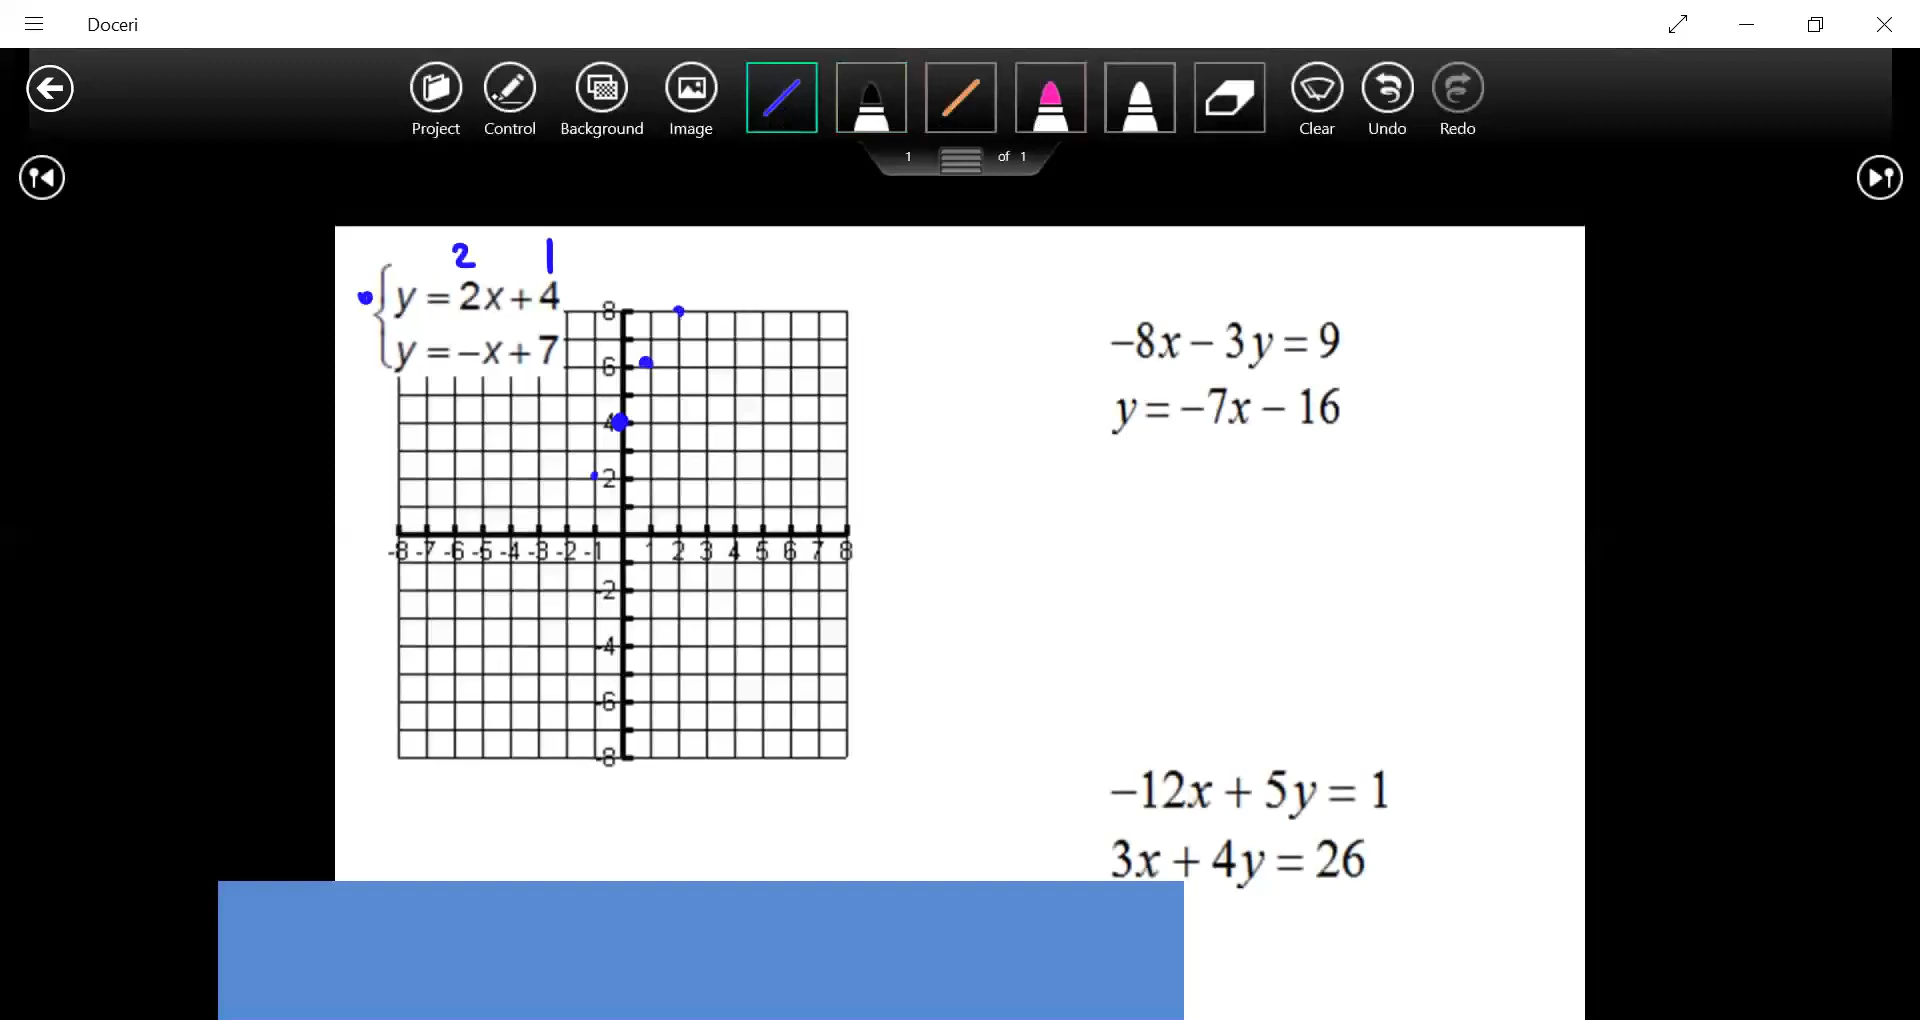 Doceri
Project Control Background Image Clear Undo Redo
1 of 1
2 1
y = 2x + 4
y = -x + 7
8
6
4
2
-8 -7 -6 -5 -4 -3 -2 -1 1 2 3 4 5 6 7 8
-2
-4
-6
-8
-8x - 3y = 9
y = -7x - 16
-12x + 5y = 1
3x + 4y = 26